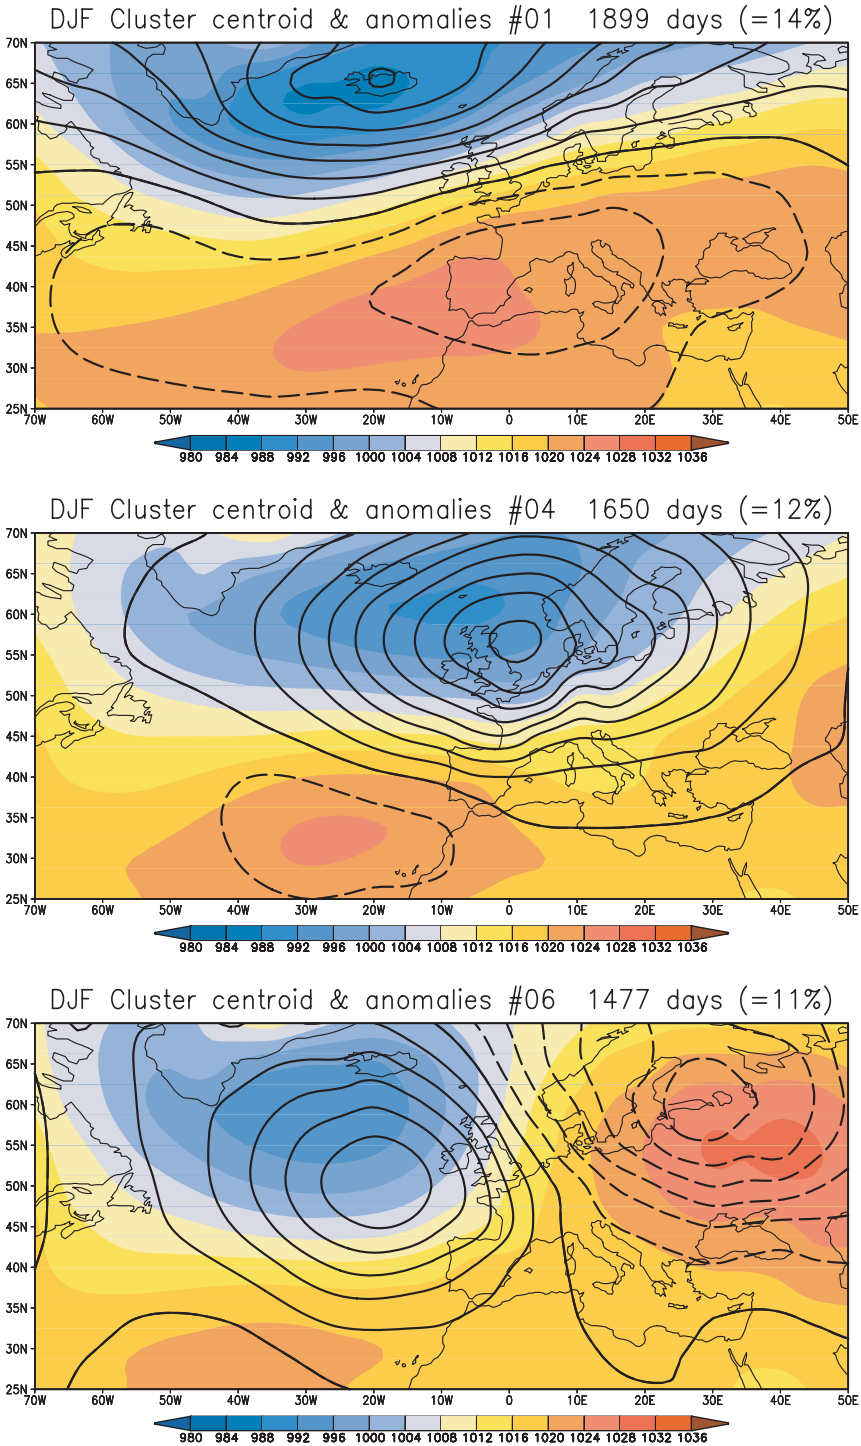 DJF Cluster centroid & anomalies #01 1899 days (=14%)
70N
65N
60N
55N
50N
45N
40N
35N
30N
25N
70W 60W 50W 40W 30W 20W 10W 0 10E 20E 30E 40E 50E
980 984 988 992 996 1000 1004 1008 1012 1016 1020 1024 1028 1032 1036
DJF Cluster centroid & anomalies #04 1650 days (=12%)
70N
65N
60N
55N
50N
45N
40N
35N
30N
25N
70W 60W 50W 40W 30W 20W 10W 0 10E 20E 30E 40E 50E
980 984 988 992 996 1000 1004 1008 1012 1016 1020 1024 1028 1032 1036
DJF Cluster centroid & anomalies #06 1477 days (=11%)
70N
65N
60N
55N
50N
45N
40N
35N
30N
25N
70W 60W 50W 40W 30W 20W 10W 0 10E 20E 30E 40E 50E
980 984 988 992 996 1000 1004 1008 1012 1016 1020 1024 1028 1032 1036